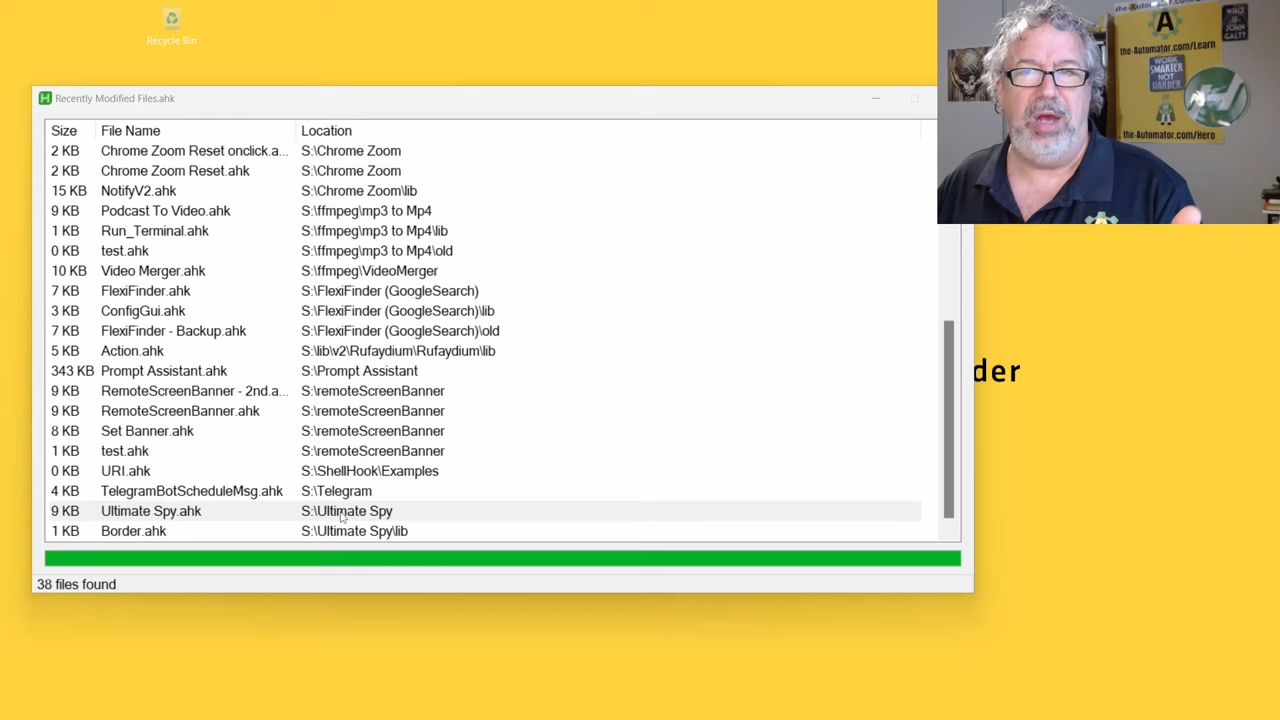 Recycle Bin
Recently Modified Files.ahk
Size File Name Location
2 KB Chrome Zoom Reset onclick.a... S:\Chrome Zoom
2 KB Chrome Zoom Reset.ahk S:\Chrome Zoom
15 KB NotifyV2.ahk S:\Chrome Zoom\lib
9 KB Podcast To Video.ahk S:\ffmpeg\mp3 to Mp4
1 KB Run_Terminal.ahk S:\ffmpeg\mp3 to Mp4\lib
0 KB test.ahk S:\ffmpeg\mp3 to Mp4\old
10 KB Video Merger.ahk S:\ffmpeg\VideoMerger
7 KB FlexiFinder.ahk S:\FlexiFinder (GoogleSearch)
3 KB ConfigGui.ahk S:\FlexiFinder (GoogleSearch)\lib
7 KB FlexiFinder - Backup.ahk S:\FlexiFinder (GoogleSearch)\old
5 KB Action.ahk S:\lib\v2\Rufaydium\Rufaydium\lib
343 KB Prompt Assistant.ahk S:\Prompt Assistant
9 KB RemoteScreenBanner - 2nd.a... S:\remoteScreenBanner
9 KB RemoteScreenBanner.ahk S:\remoteScreenBanner
8 KB Set Banner.ahk S:\remoteScreenBanner
1 KB test.ahk S:\remoteScreenBanner
0 KB URI.ahk S:\ShellHook\Examples
4 KB TelegramBotScheduleMsg.ahk S:\Telegram
9 KB Ultimate Spy.ahk S:\Ultimate Spy
1 KB Border.ahk S:\Ultimate Spy\lib
38 files found
der
A
the-Automator.com/Learn
WORK
SMARTER
NOT
HARDER
the-Automator.com/Hero
WHO
IS
JOHN
GALT?